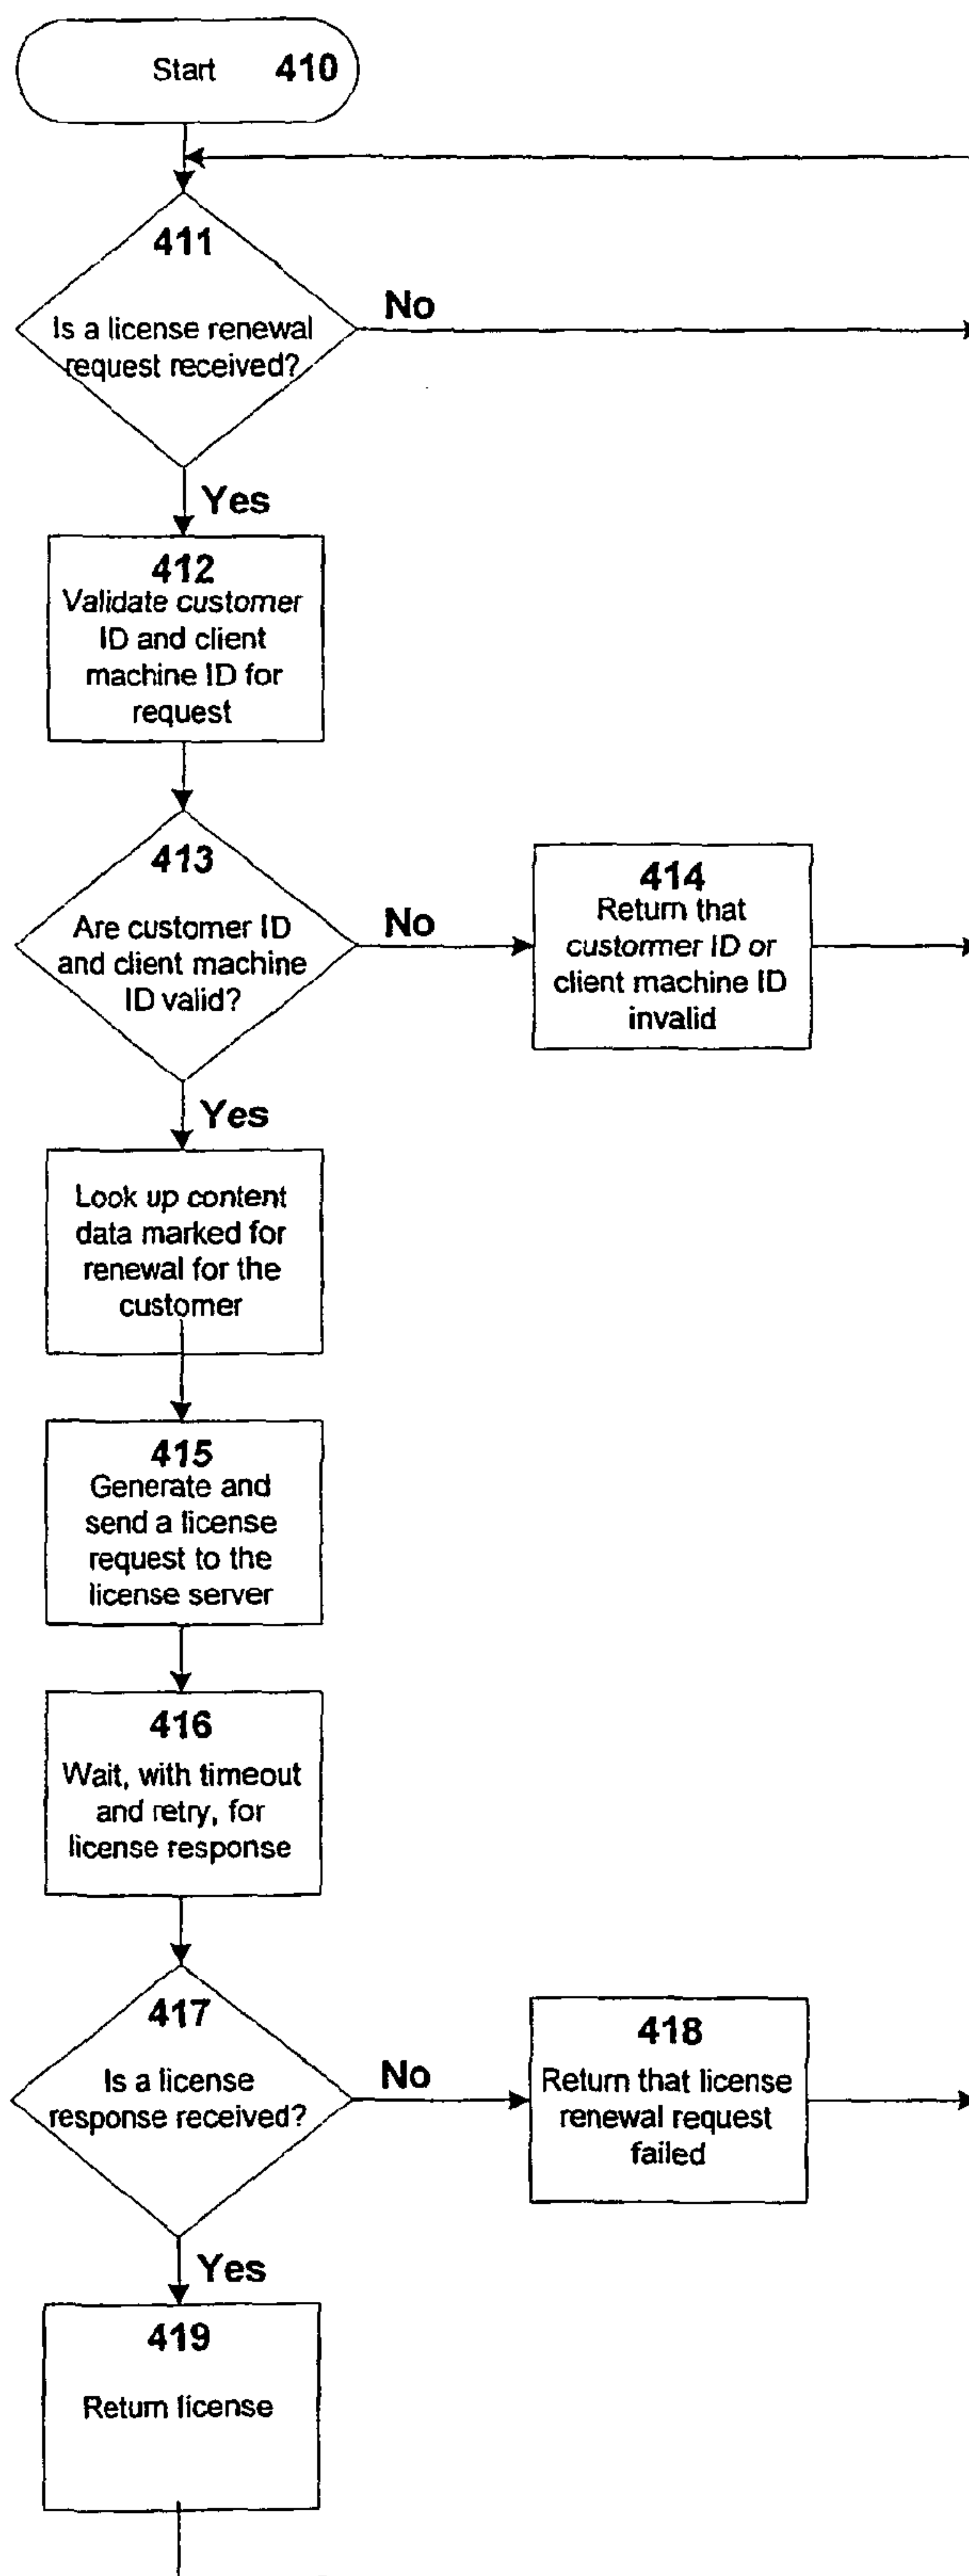 Start 410
411
Is a license renewal
request received?
No
Yes
412
Validate customer
ID and client
machine ID for
request
413
Are customer ID
and client machine
ID valid?
No
414
Return that
custormer ID or
client machine ID
invalid
Yes
Look up content
data marked for
renewal for the
customer
415
Generate and
send a license
request to the
license server
416
Wait, with timeout
and retry, for
license response
417
Is a license
response received?
No
418
Return that license
renewal request
failed
Yes
419
Return license